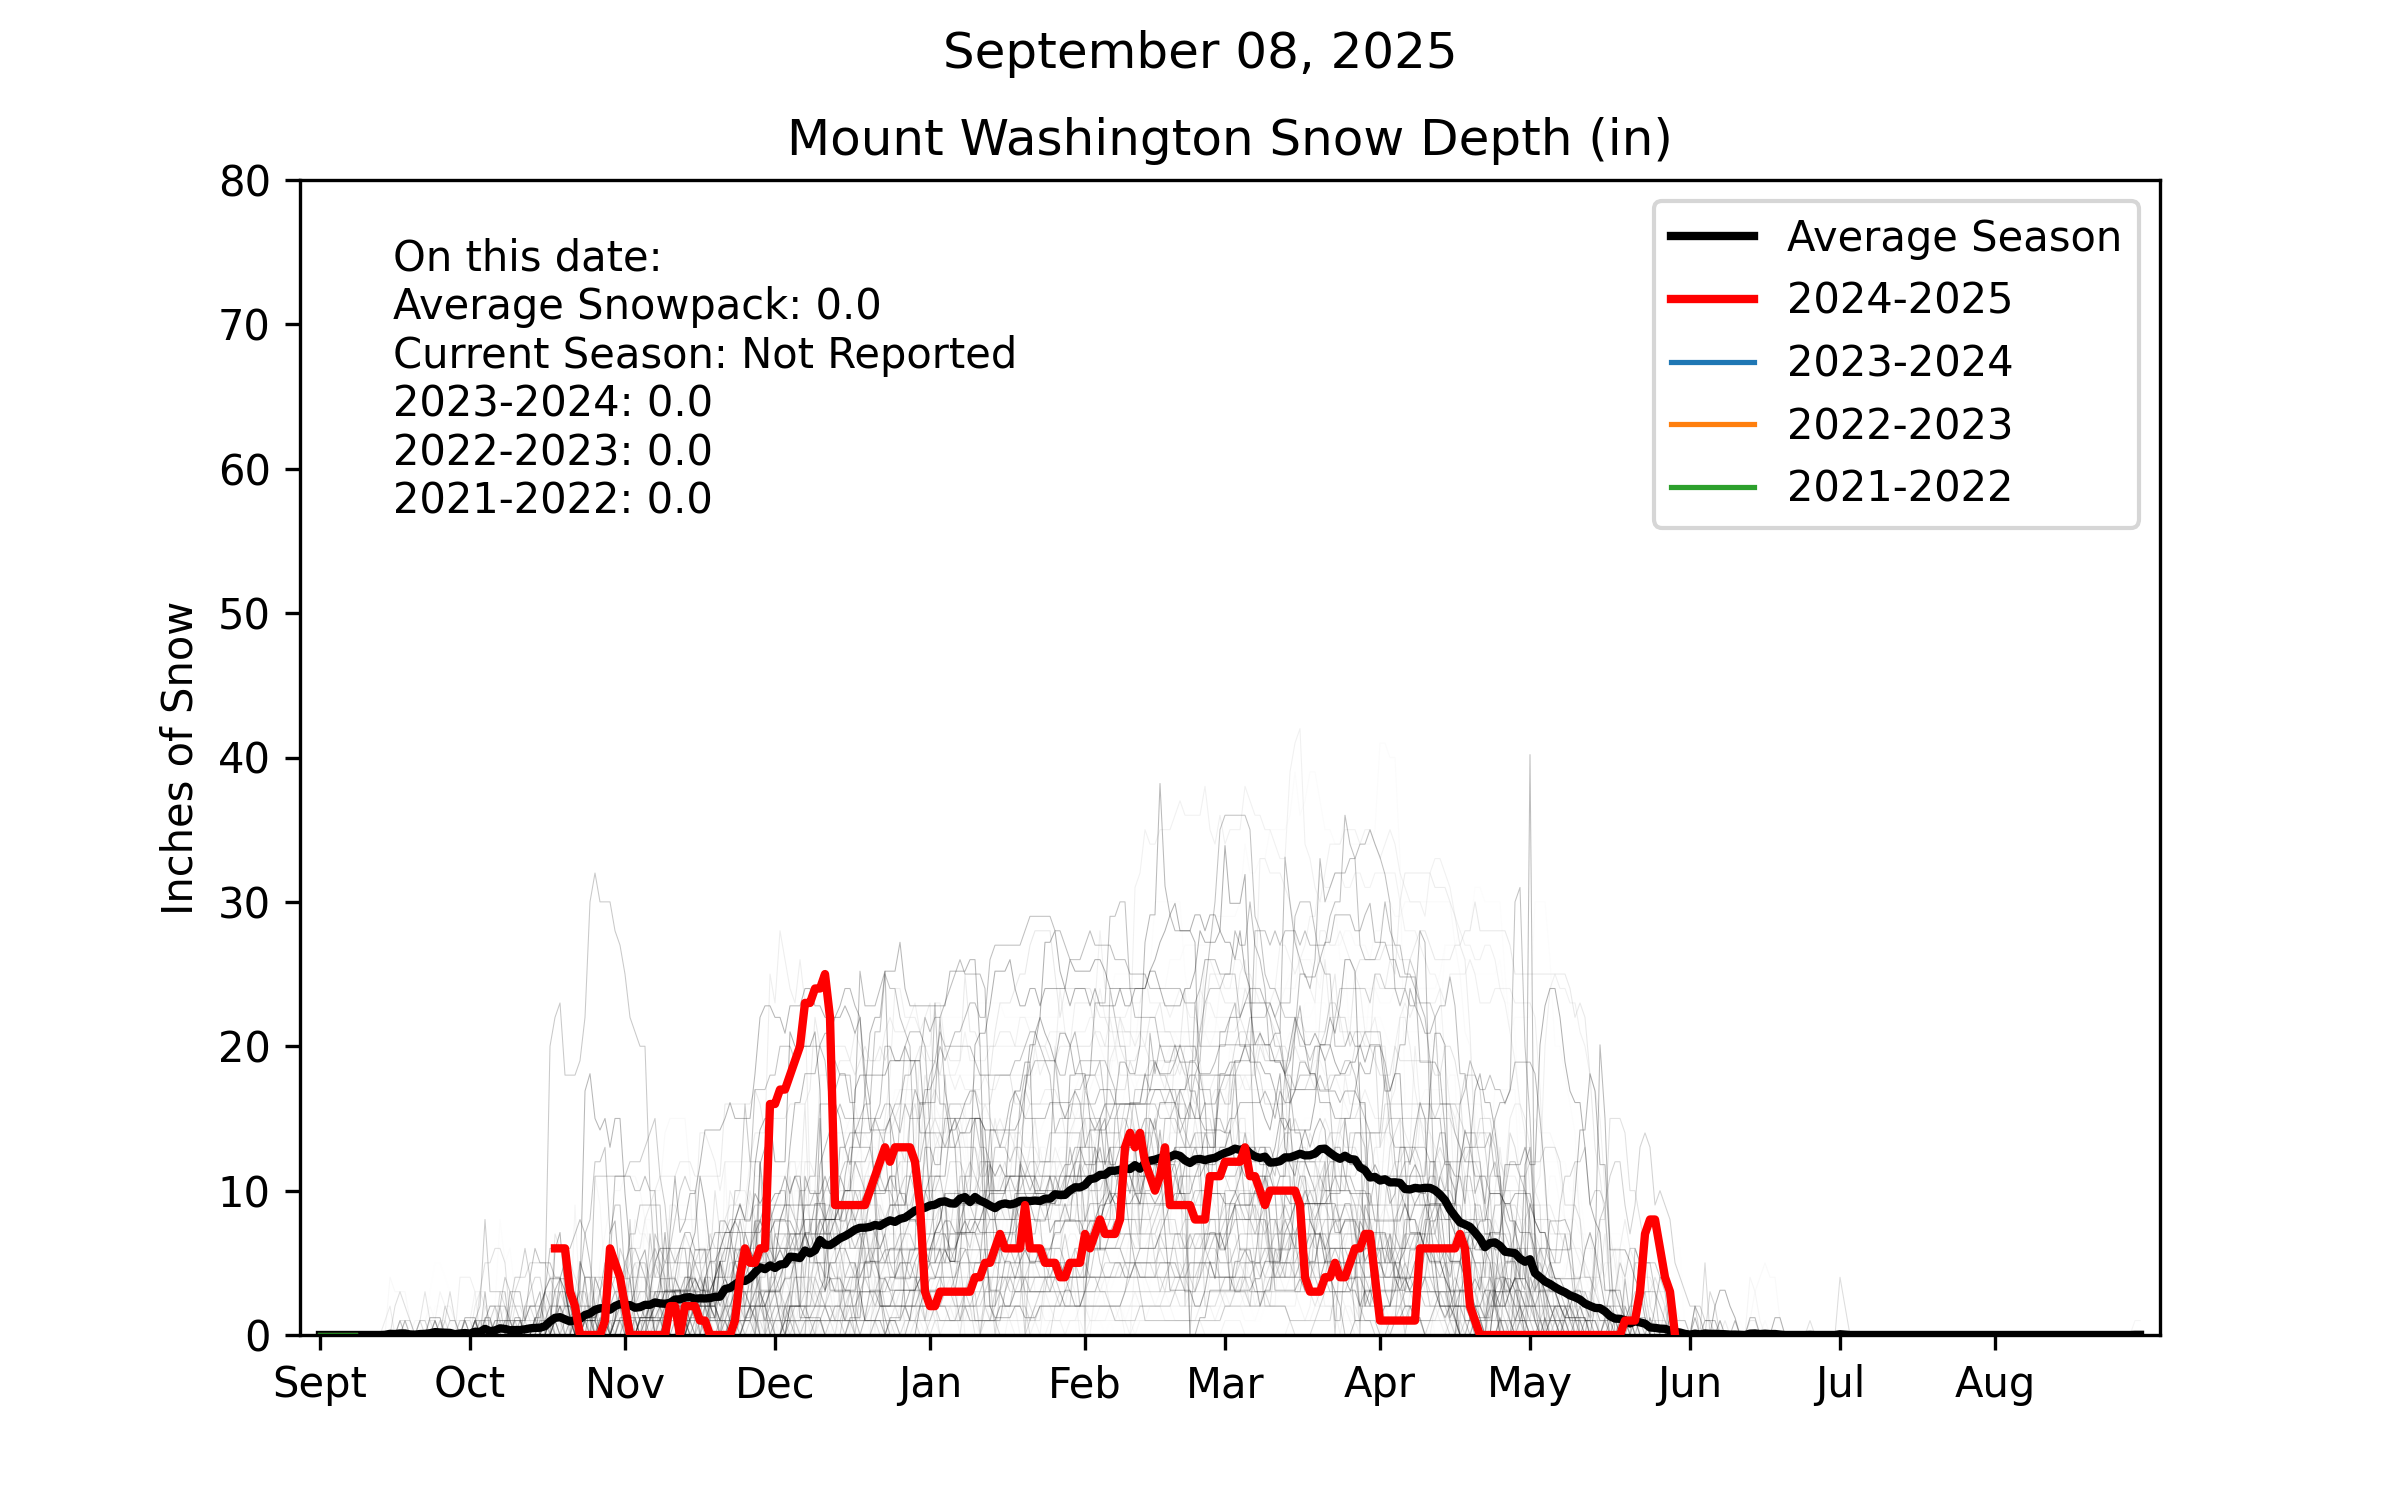 September 08, 2025
Mount Washington Snow Depth (in)
80
70
60
50
40
30
20
10
0
Inches of Snow
On this date:
Average Snowpack: 0.0
Current Season: Not Reported
2023-2024: 0.0
2022-2023: 0.0
2021-2022: 0.0
Average Season
2024-2025
2023-2024
2022-2023
2021-2022
Sept Oct Nov Dec Jan Feb Mar Apr May Jun Jul Aug